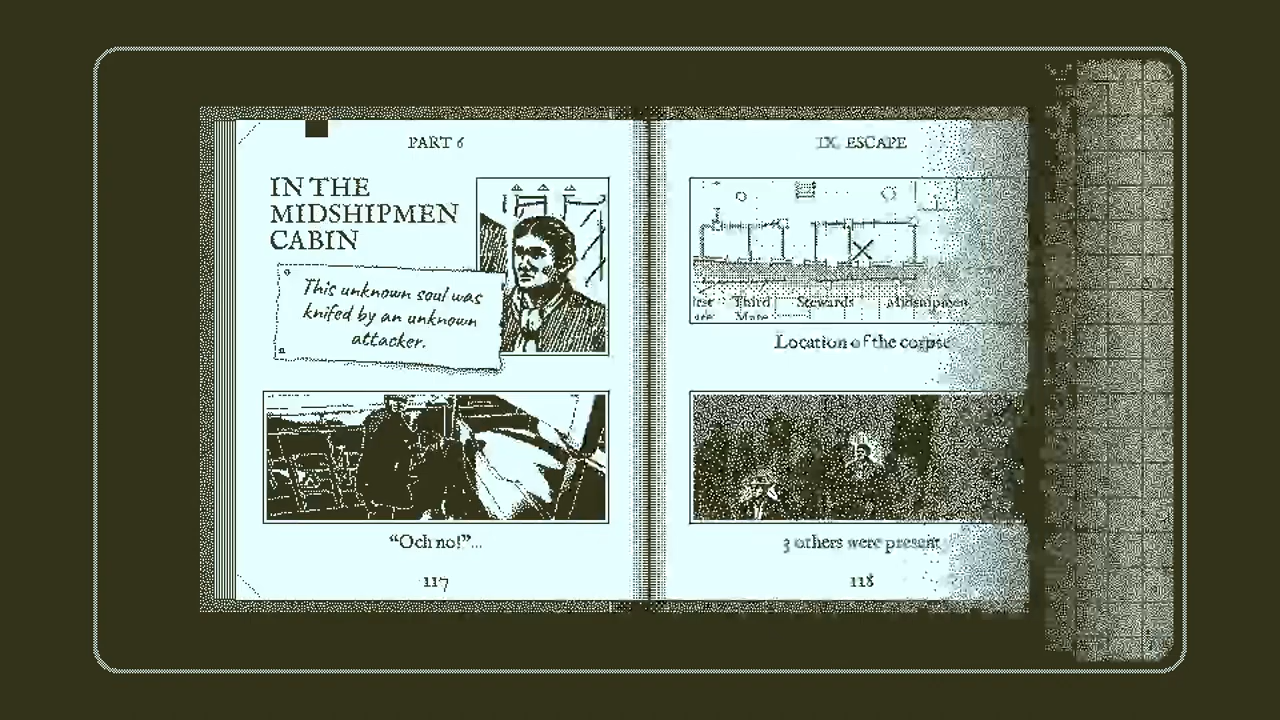 PART 6
IN THE
MIDSHIPMEN
CABIN
This unknown soul was
knifed by an unknown
attacker.
“Och no!”...
117
IX. ESCAPE
Third Stewards Midshipmen
Mate
Location of the corpse
3 others were present
118